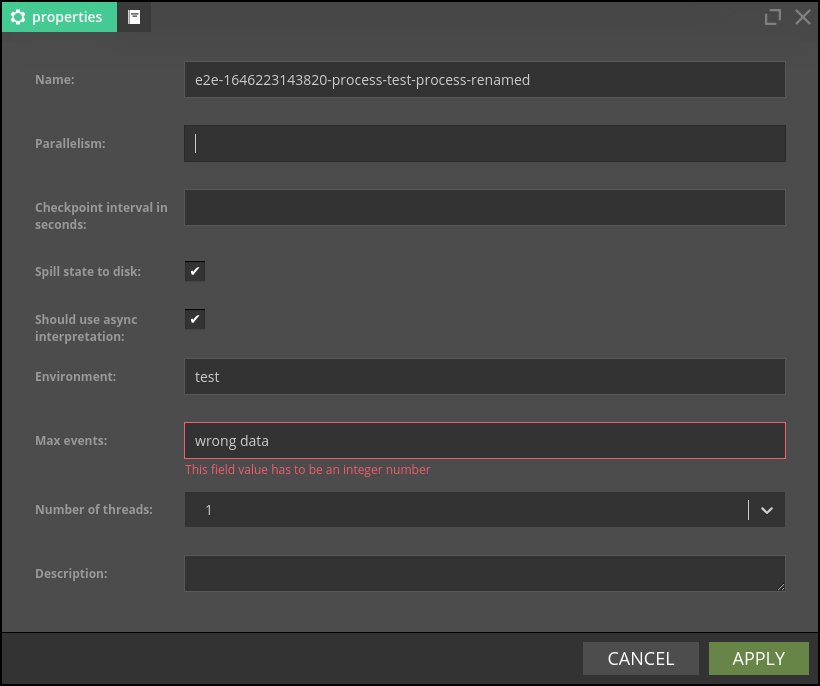 properties
Name:
e2e-1646223143820-process-test-process-renamed
Parallelism:
Checkpoint interval in
seconds:
Spill state to disk:
Should use async
interpretation:
Environment:
test
Max events:
wrong data
This field value has to be an integer number
Number of threads:
1
Description:
CANCEL
APPLY